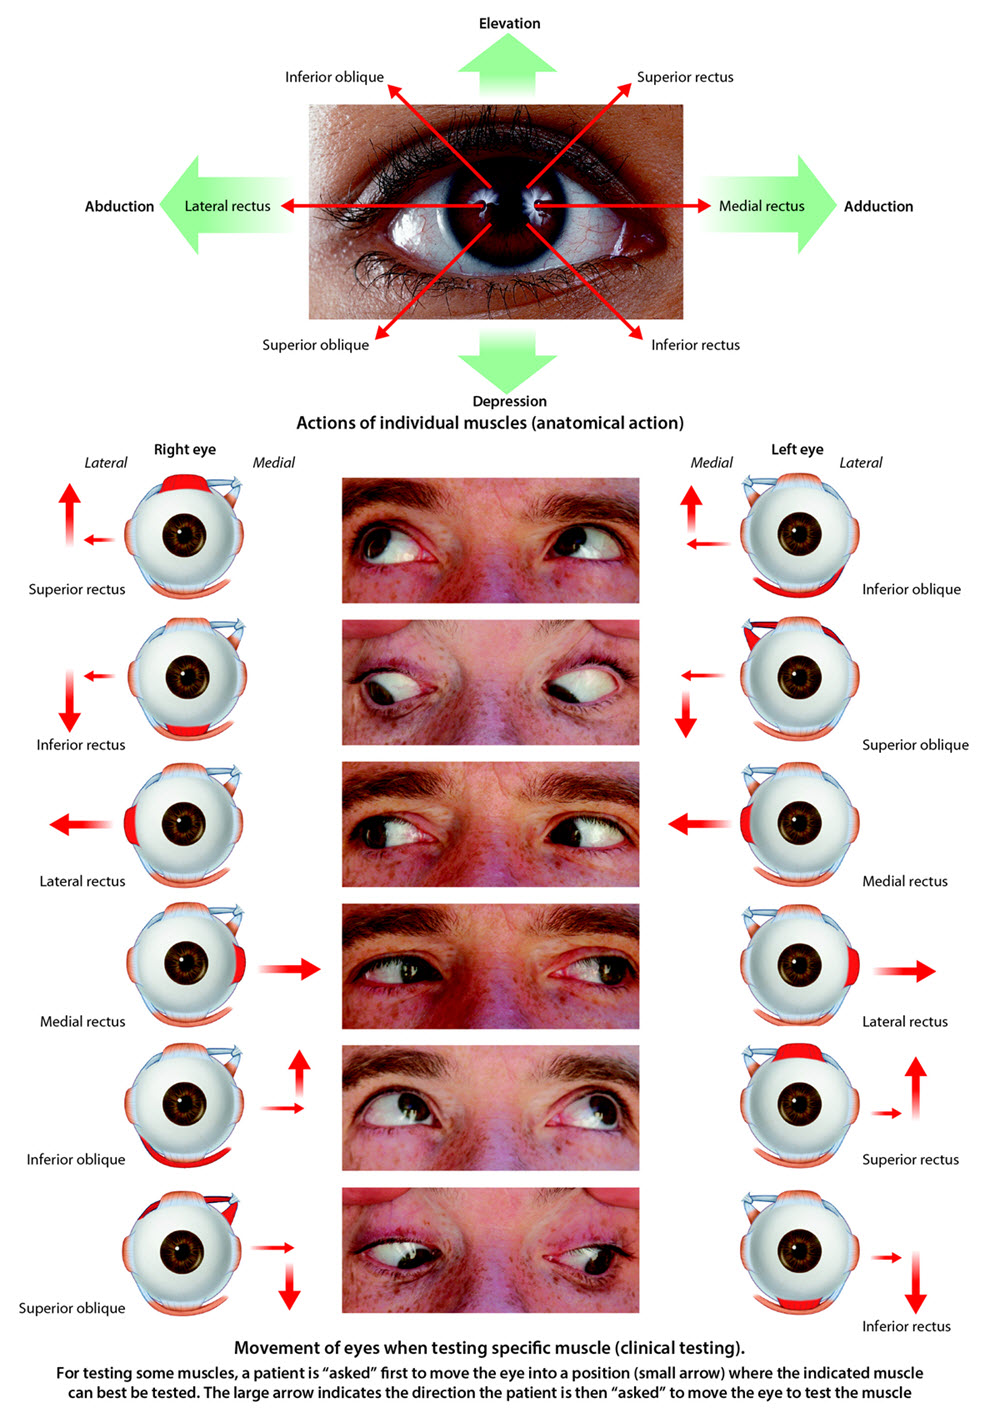 Elevation
Inferior oblique
Superior rectus
Abduction
Lateral rectus
Medial rectus
Adduction
Superior oblique
Inferior rectus
Depression
Actions of individual muscles (anatomical action)
Right eye
Left eye
Lateral
Medial
Medial
Lateral
Superior rectus
Inferior oblique
Inferior rectus
Superior oblique
Lateral rectus
Medial rectus
Medial rectus
Lateral rectus
Inferior oblique
Superior rectus
Superior oblique
Inferior rectus
Movement of eyes when testing specific muscle (clinical testing).
For testing some muscles, a patient is “asked” first to move the eye into a position (small arrow) where the indicated muscle
can best be tested. The large arrow indicates the direction the patient is then “asked” to move the eye to test the muscle